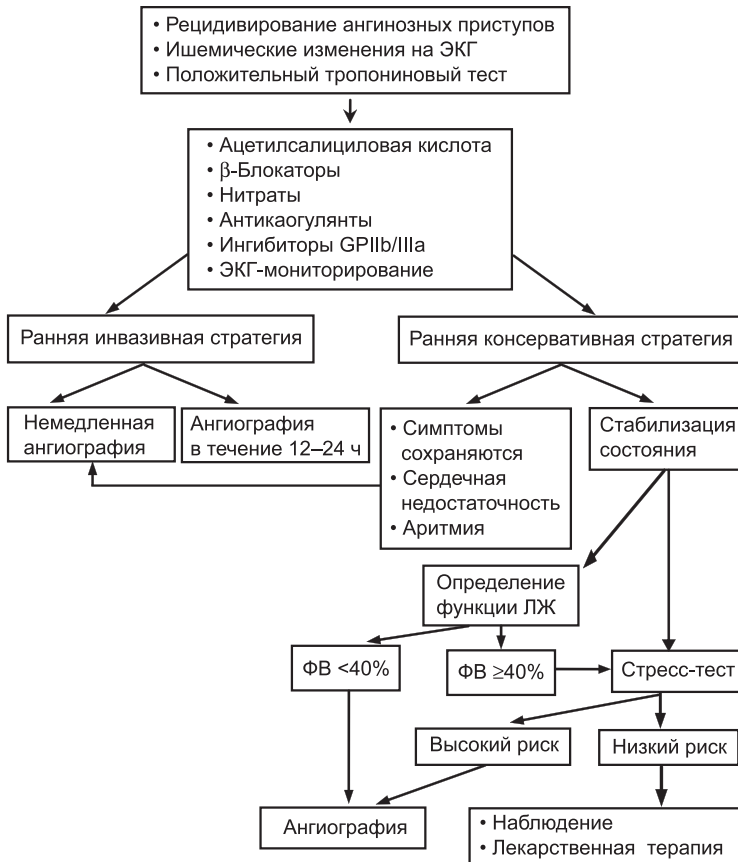 • Рецидивирование ангинозных приступов
• Ишемические изменения на ЭКГ
• Положительный тропониновый тест
• Ацетилсалициловая кислота
• β-Блокаторы
• Нитраты
• Антикаогулянты
• Ингибиторы GPIIb/IIIa
• ЭКГ-мониторирование
Ранняя инвазивная стратегия
Ранняя консервативная стратегия
Немедленная
ангиография
Ангиография
в течение 12–24 ч
• Симптомы
сохраняются
• Сердечная
недостаточность
• Аритмия
Стабилизация
состояния
Определение
функции ЛЖ
ФВ <40%
ФВ ≥40%
Стресс-тест
Высокий риск
Низкий риск
Ангиография
• Наблюдение
• Лекарственная терапия